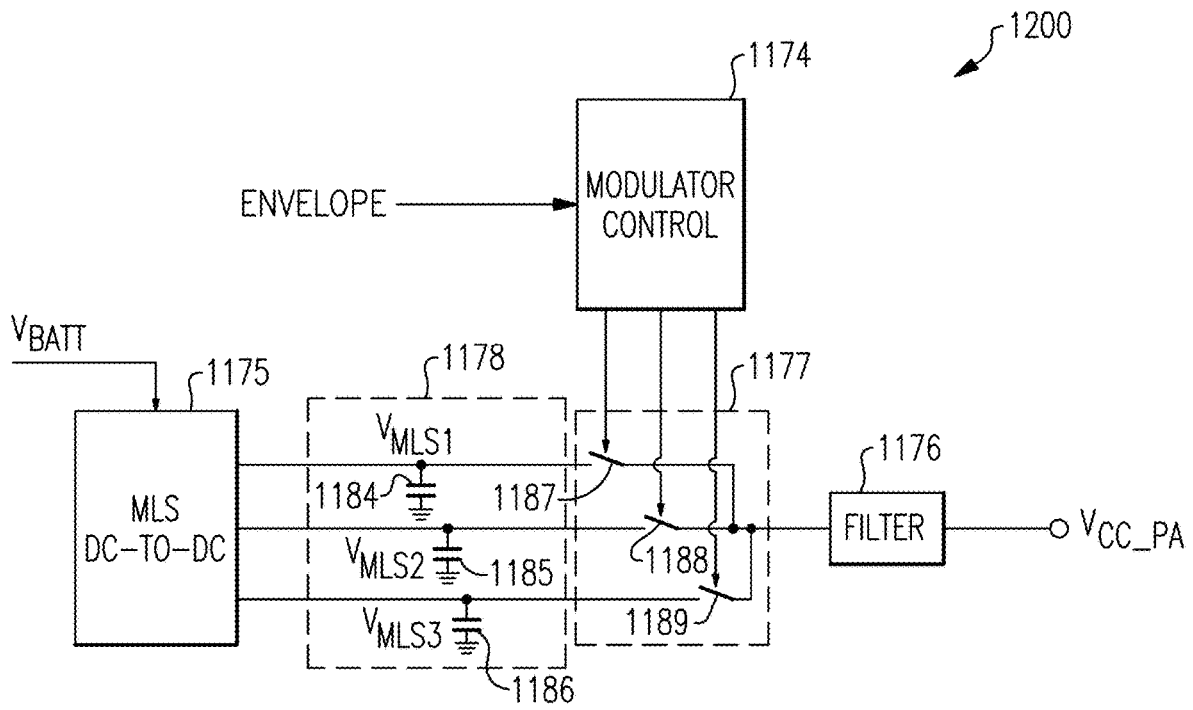 1200
1174
MODULATOR
CONTROL
ENVELOPE
VBATT
1175
1178
1177
VMLS1
1184
1187
1176
MLS
DC-TO-DC
FILTER
VCC_PA
VMLS2
1185
1188
VMLS3
1189
1186